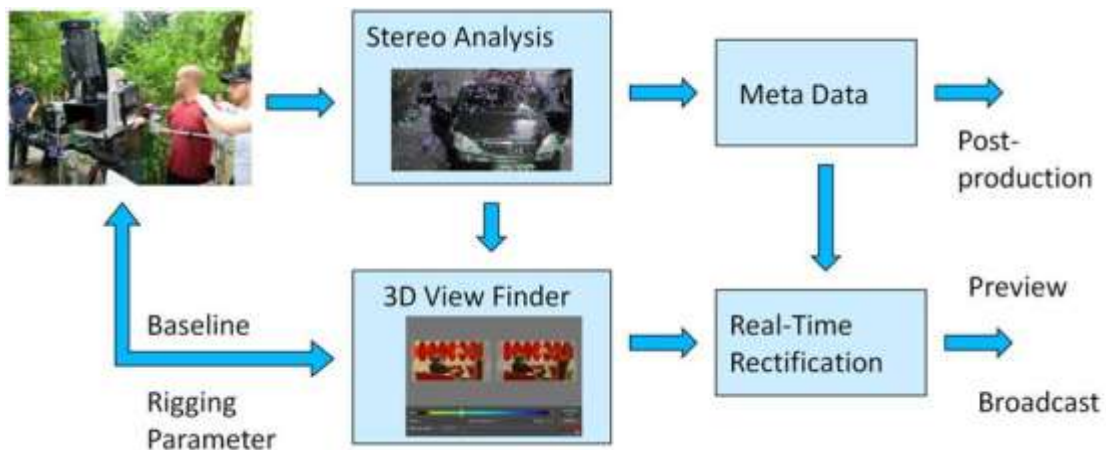 Stereo Analysis
Meta Data
Post-
production
3D View Finder
Baseline
Rigging
Parameter
Real-Time
Rectification
Preview
Broadcast